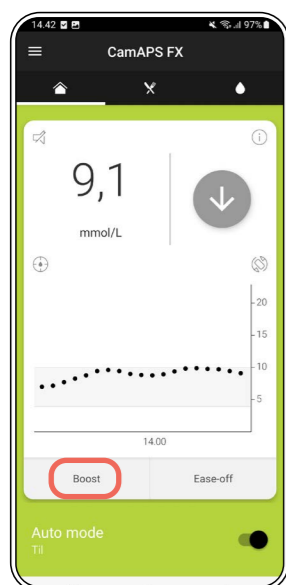 14.42 97%
CamAPS FX
9,1
mmol/L
20
15
10
5
14.00
Boost Ease-off
Auto mode
Til